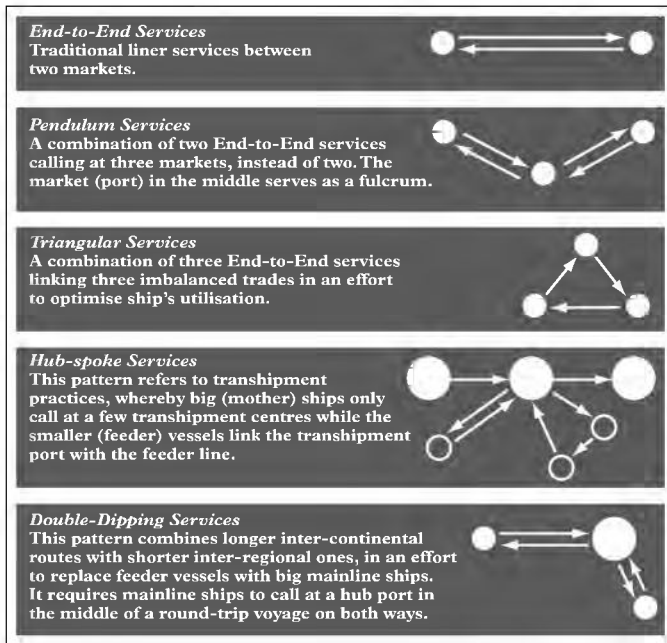 End-to-End Services
Traditional liner services between
two markets.
Pendulum Services
A combination of two End-to-End services
calling at three markets, instead of two. The
market (port) in the middle serves as a fulcrum.
Triangular Services
A combination of three End-to-End services
linking three imbalanced trades in an effort
to optimise ship's utilisation.
Hub-spoke Services
This pattern refers to transhipment
practices, whereby big (mother) ships only
call at a few transhipment centres while the
smaller (feeder) vessels link the transhipment
port with the feeder line.
Double-Dipping Services
This pattern combines longer inter-continental
routes with shorter inter-regional ones, in an effort
to replace feeder vessels with big mainline ships.
It requires mainline ships to call at a hub port in
the middle of a round-trip voyage on both ways.